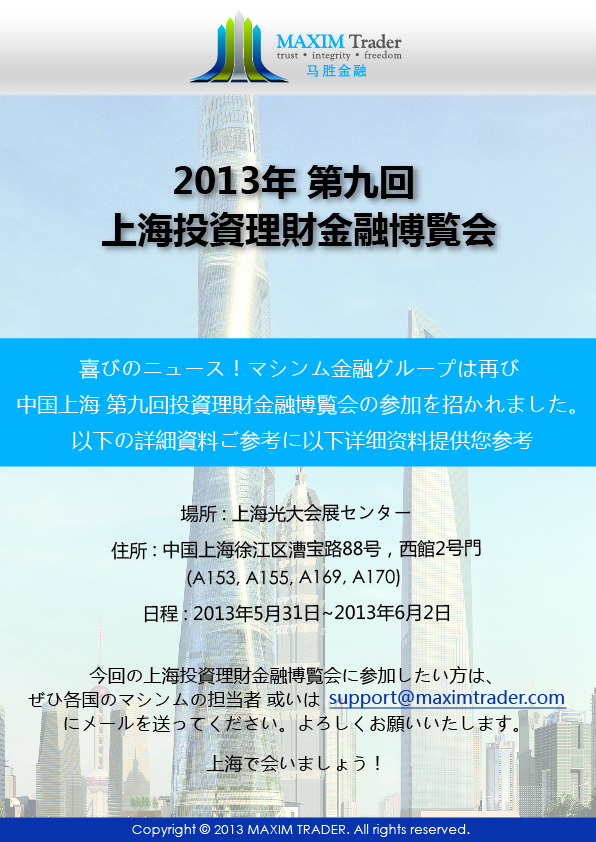 MAXIM Trader
trust • integrity • freedom
马胜金融
2013年 第九回
上海投資理財金融博覧会
喜びのニュース！マシンム金融グループは再び
中国上海 第九回投資理財金融博覧会の参加を招かれました。
以下の詳細資料ご参考に以下详细资料提供您参考
場所 : 上海光大会展センター
住所 : 中国上海徐江区漕宝路88号，西館2号門
(A153, A155, A169, A170)
日程 : 2013年5月31日~2013年6月2日
今回の上海投資理財金融博覧会に参加したい方は、
ぜひ各国のマシンムの担当者 或いは support@maximtrader.com
にメールを送ってください。よろしくお願いいたします。
上海で会いましょう！
Copyright © 2013 MAXIM TRADER. All rights reserved.